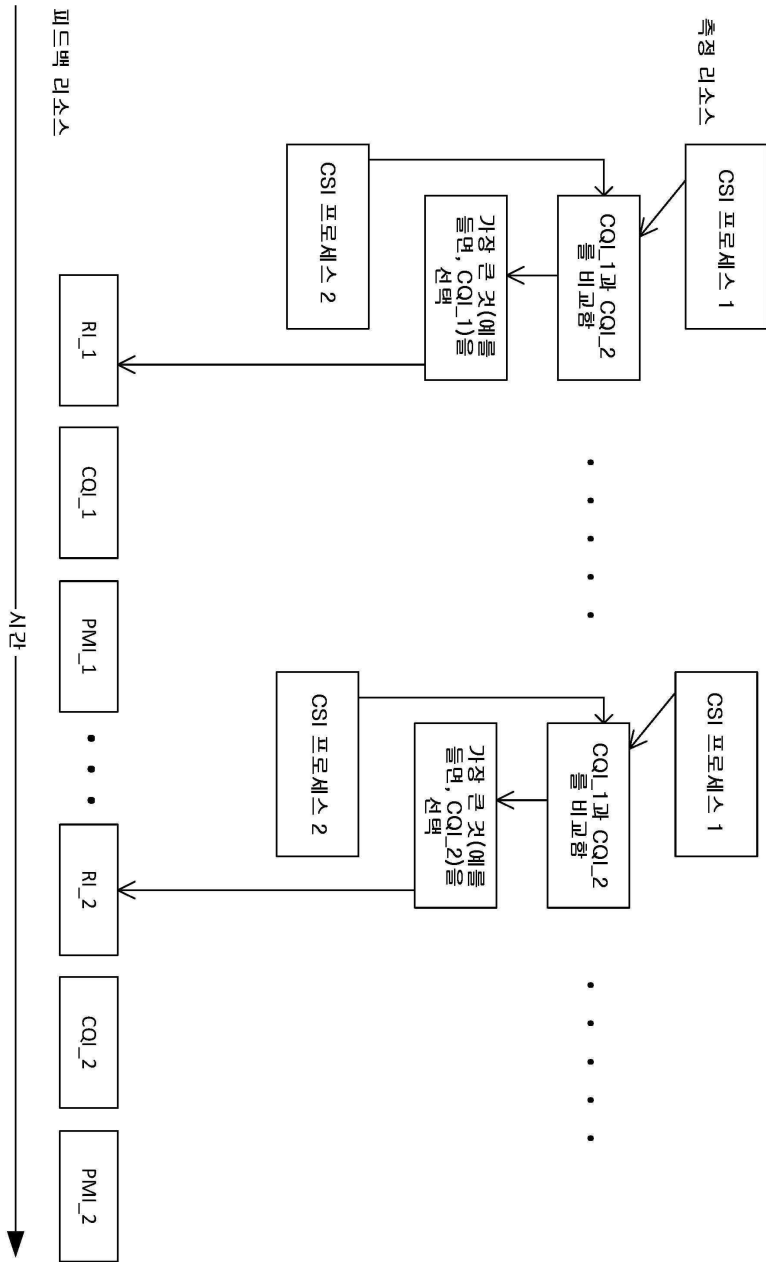 측정 리소스
CSI 프로세스 1
CQI_1과 CQI_2
를 비교함
가장 큰 것(예를
들면, CQI_1)을
선택
CSI 프로세스 2
CSI 프로세스 1
CQI_1과 CQI_2
를 비교함
가장 큰 것(예를
들면, CQI_2)을
선택
CSI 프로세스 2
피드백 리소스
RI_1
CQI_1
PMI_1
RI_2
CQI_2
PMI_2
시간